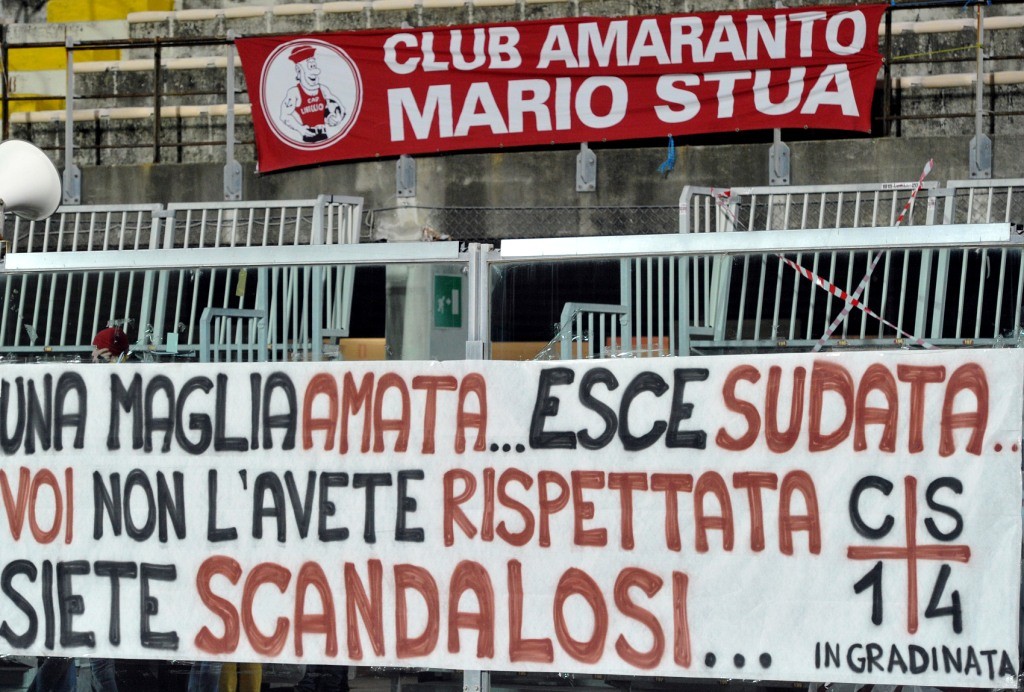 CLUB AMARANTO
MARIO STUA
UNA MAGLIA AMATA...ESCE SUDATA..
VOI NON L'AVETE RISPETTATA
SIETE SCANDALOSI...
CS
14
IN GRADINATA